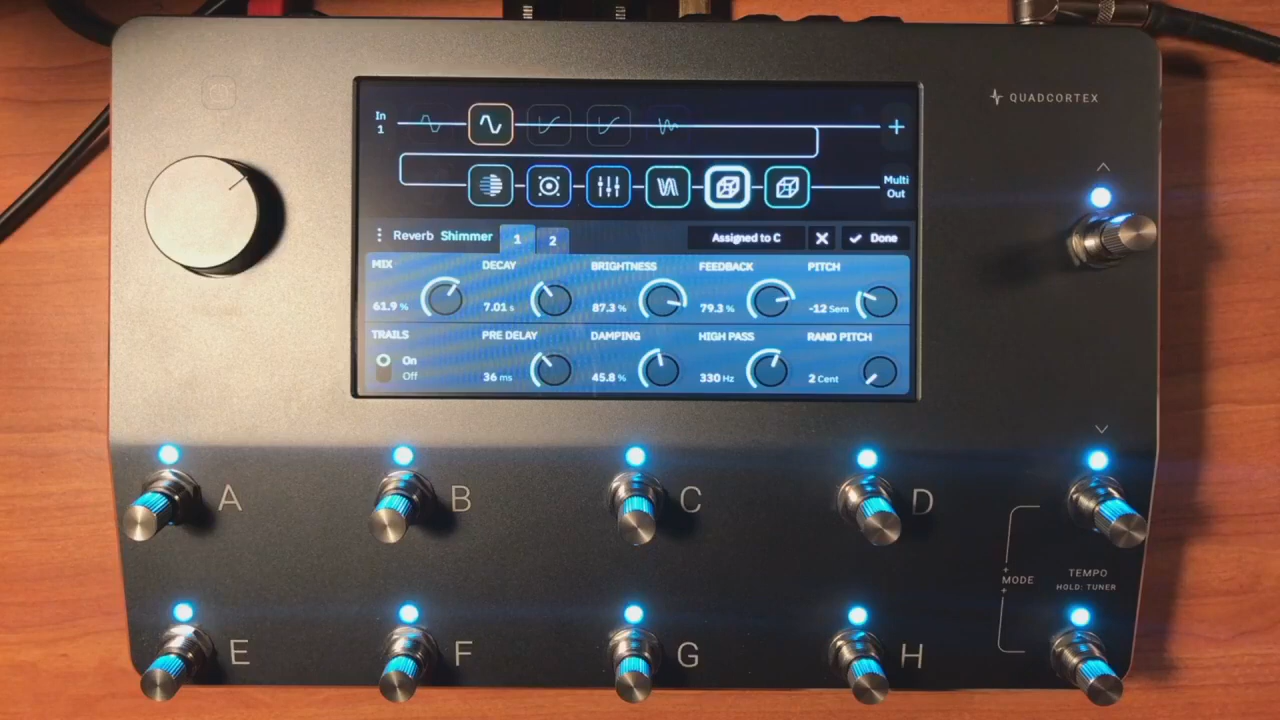 QUADCORTEX
In
1
Multi
Out
Reverb Shimmer 1 2 Assigned to C Done
MIX DECAY BRIGHTNESS FEEDBACK PITCH
61.9 % 7.01 s 87.3 % 79.3 % -12 Sem
TRAILS PRE DELAY DAMPING HIGH PASS RAND PITCH
On
Off 36 ms 45.8 % 330 Hz 2 Cent
A B C D
MODE
TEMPO
HOLD: TUNER
E F G H